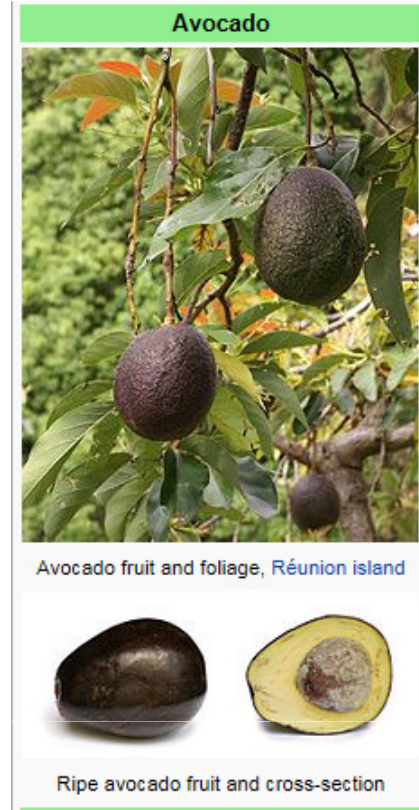 Avocado
Avocado fruit and foliage, Réunion island
Ripe avocado fruit and cross-section